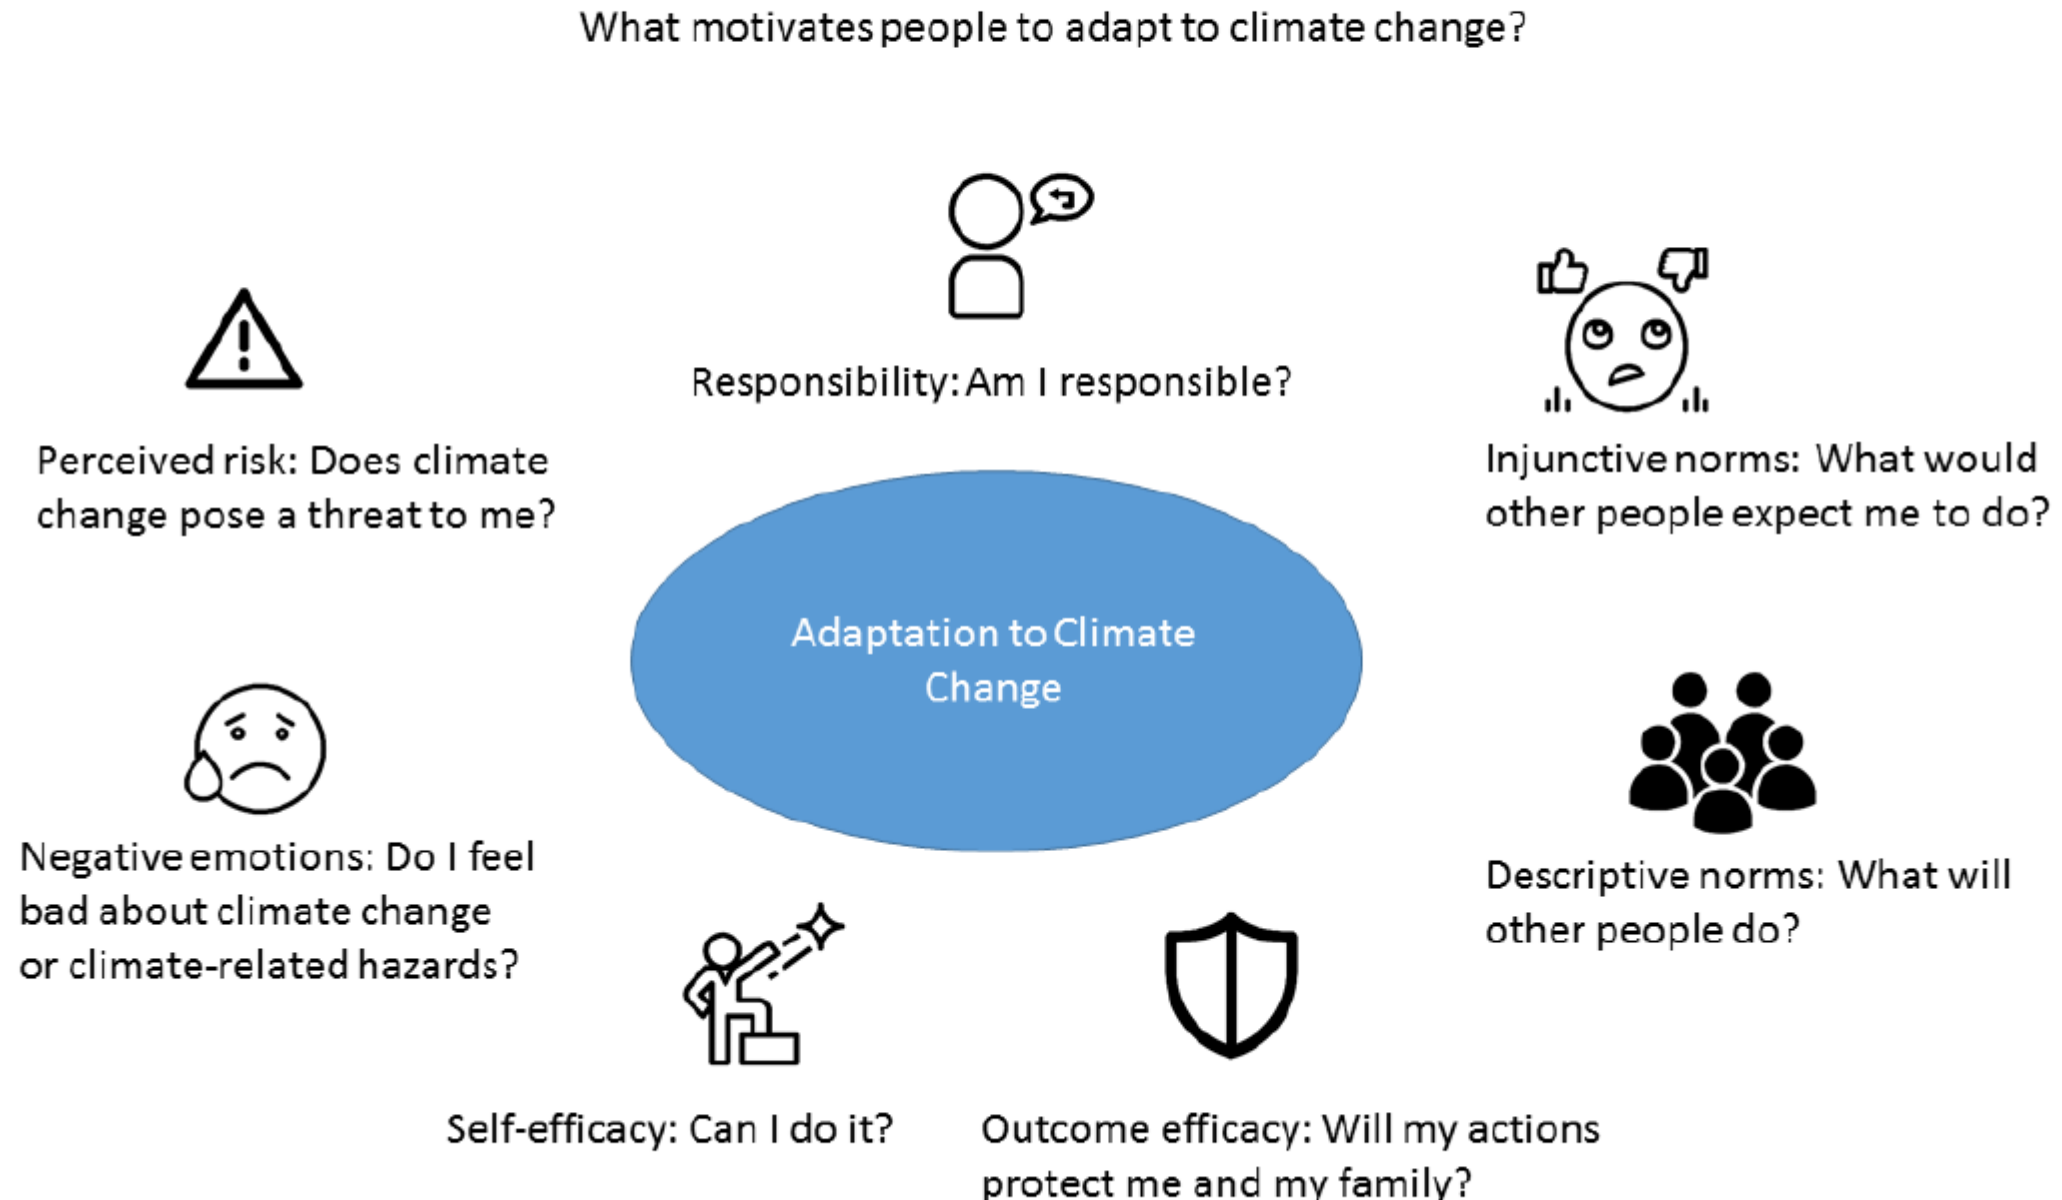 What motivates people to adapt to climate change?
Responsibility: Am I responsible?
Perceived risk: Does climate
change pose a threat to me?
Injunctive norms: What would
other people expect me to do?
Adaptation to Climate
Change
Negative emotions: Do I feel
bad about climate change
or climate-related hazards?
Descriptive norms: What will
other people do?
Self-efficacy: Can I do it?
Outcome efficacy: Will my actions
protect me and my family?